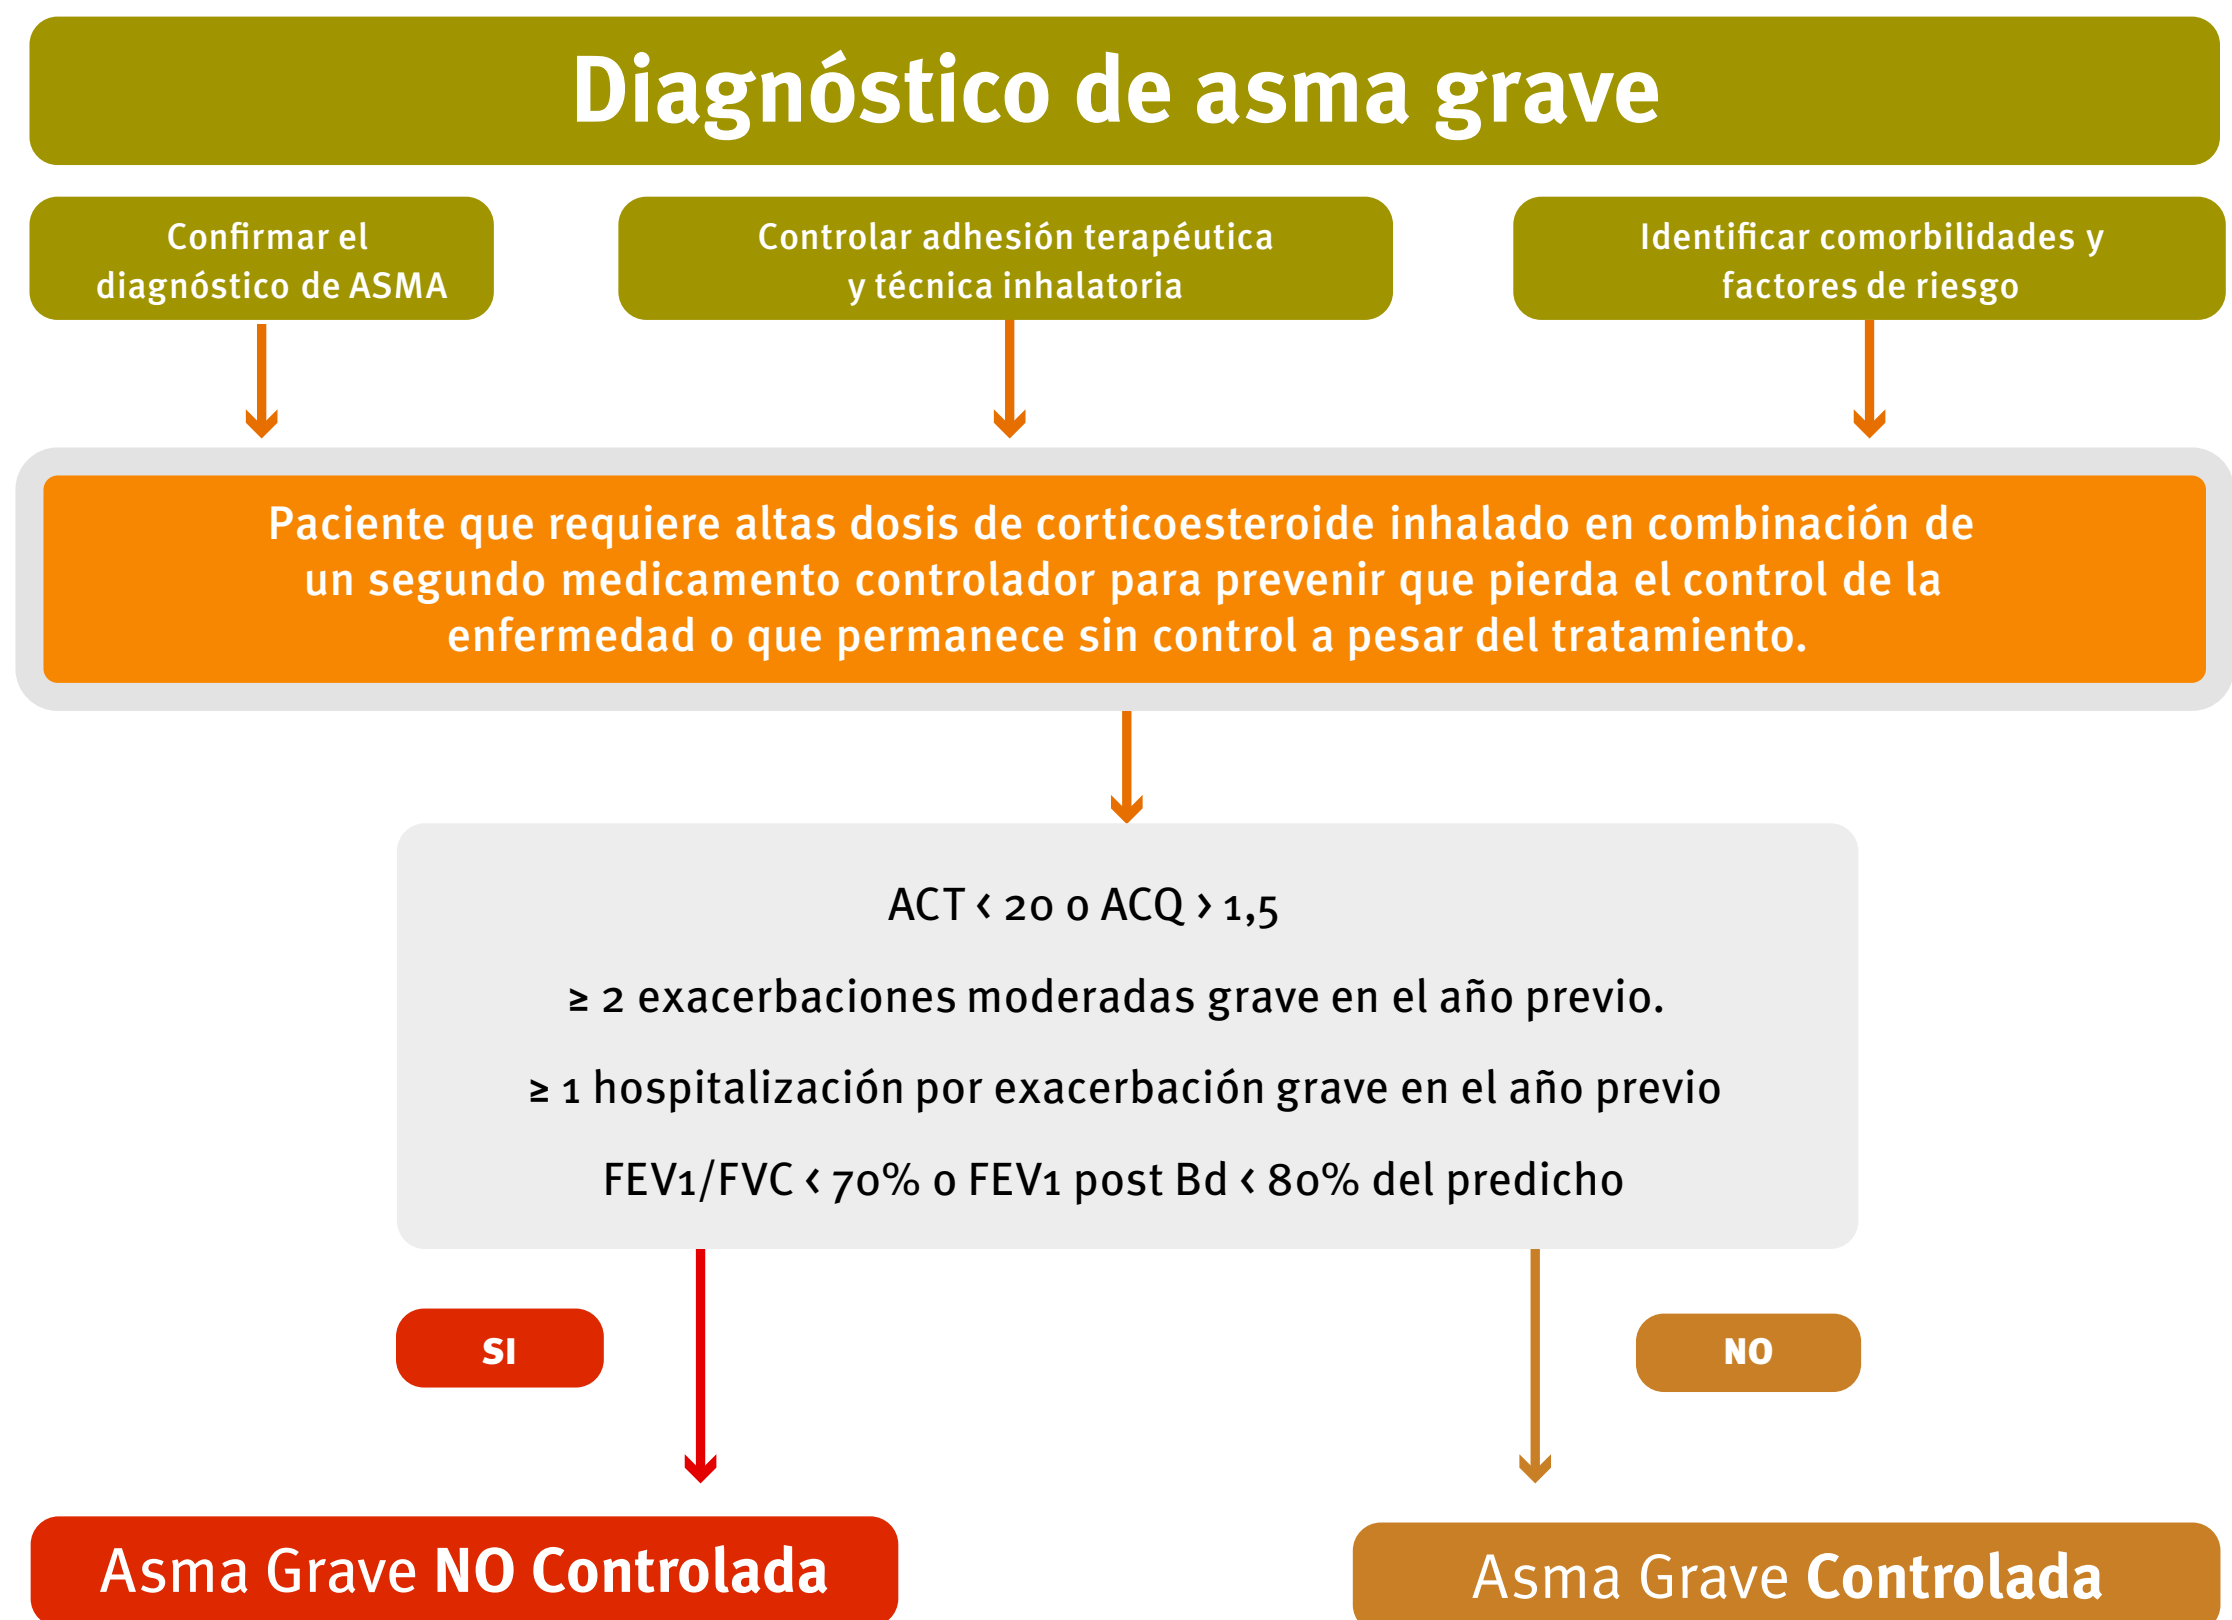 Diagnóstico de asma grave
Confirmar el
diagnóstico de ASMA
Controlar adhesión terapéutica
y técnica inhalatoria
Identificar comorbilidades y
factores de riesgo
Paciente que requiere altas dosis de corticoesteroide inhalado en combinación de
un segundo medicamento controlador para prevenir que pierda el control de la
enfermedad o que permanece sin control a pesar del tratamiento.
ACT < 20 o ACQ > 1,5
≥ 2 exacerbaciones moderadas grave en el año previo.
≥ 1 hospitalización por exacerbación grave en el año previo
FEV1/FVC < 70% o FEV1 post Bd < 80% del predicho
SI
NO
Asma Grave NO Controlada
Asma Grave Controlada